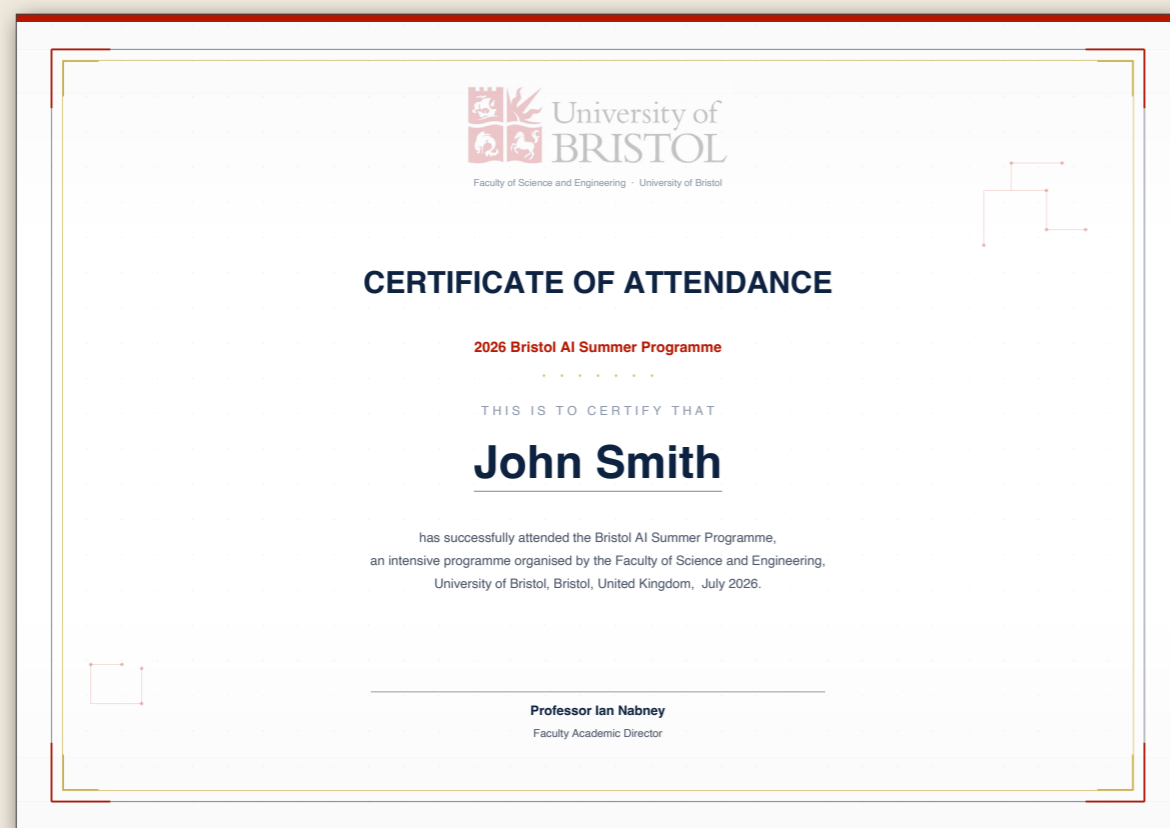 University of
BRISTOL
Faculty of Science and Engineering · University of Bristol
CERTIFICATE OF ATTENDANCE
2026 Bristol AI Summer Programme
THIS IS TO CERTIFY THAT
John Smith
has successfully attended the Bristol AI Summer Programme,
an intensive programme organised by the Faculty of Science and Engineering,
University of Bristol, Bristol, United Kingdom, July 2026.
Professor Ian Nabney
Faculty Academic Director